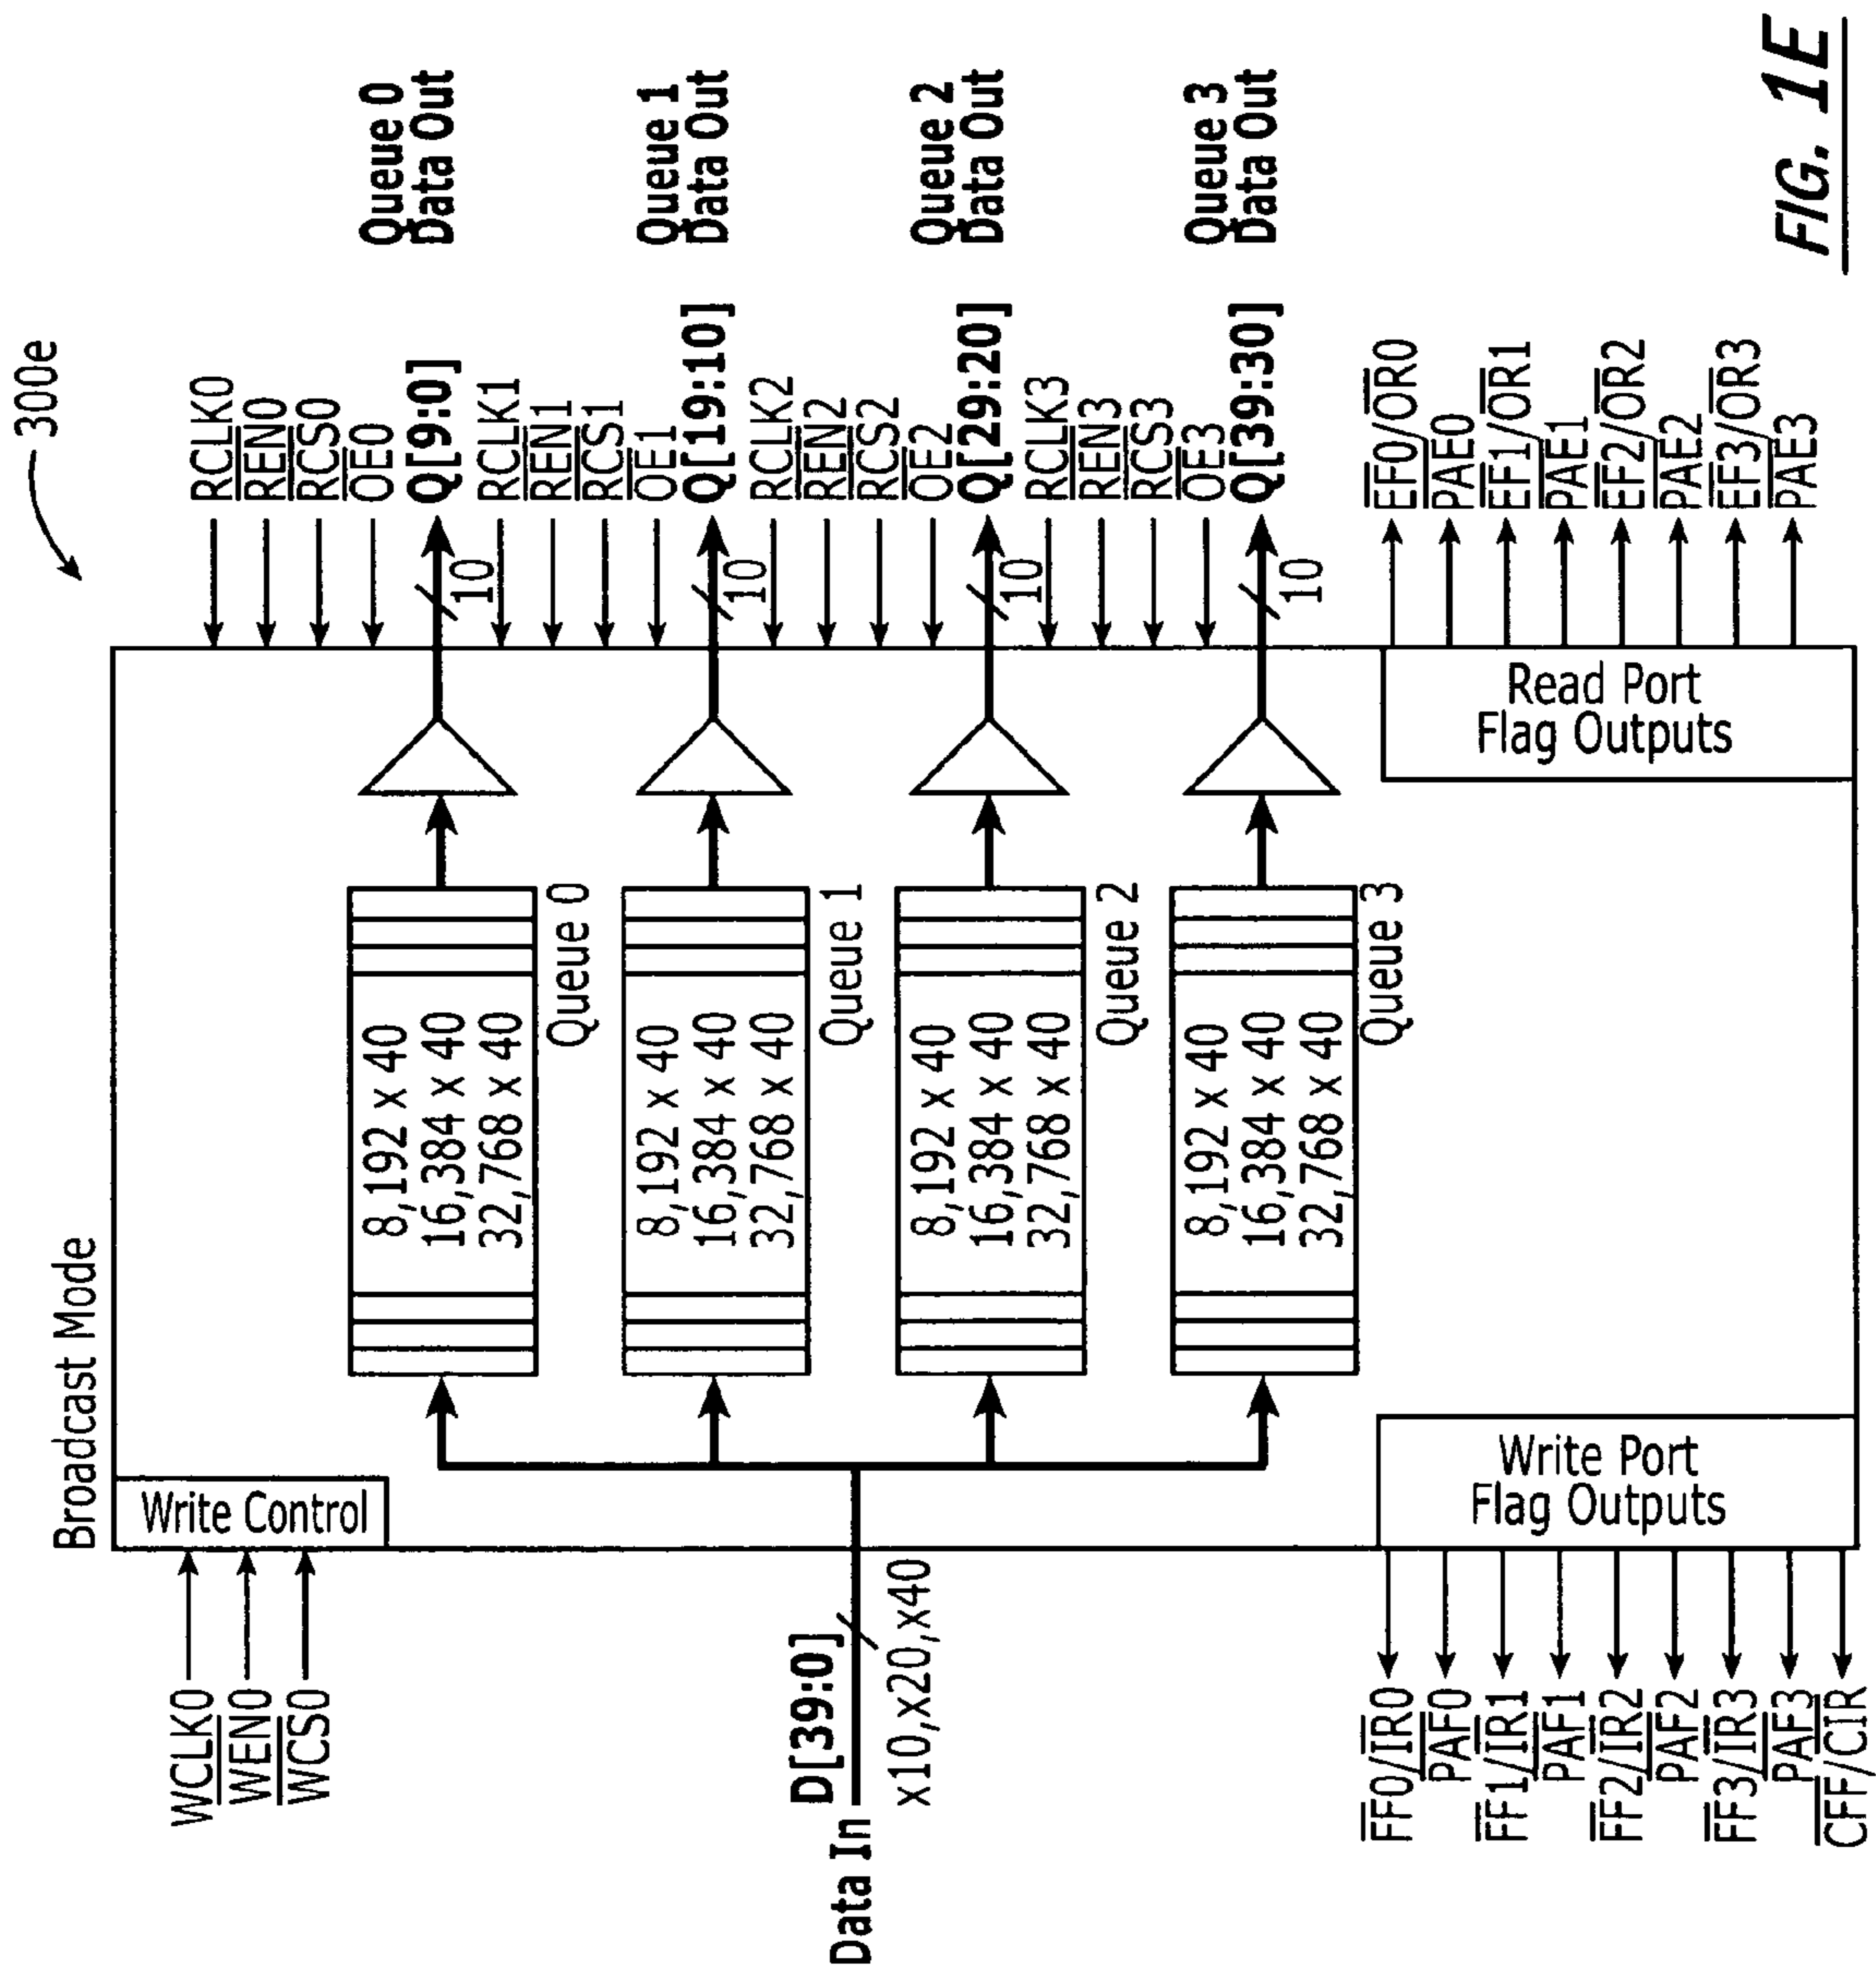 300e
Broadcast Mode
WCLK0
WEN0
WCS0
Write Control
Data In
D[39:0]
x10,x20,x40
8,192 x 40
16,384 x 40
32,768 x 40
Queue 0
8,192 x 40
16,384 x 40
32,768 x 40
Queue 1
8,192 x 40
16,384 x 40
32,768 x 40
Queue 2
8,192 x 40
16,384 x 40
32,768 x 40
Queue 3
RCLK0
REN0
RCS0
OE0
Q[9:0]
10
Queue 0
Data Out
RCLK1
REN1
RCS1
OE1
Q[19:10]
10
Queue 1
Data Out
RCLK2
REN2
RCS2
OE2
Q[29:20]
10
Queue 2
Data Out
RCLK3
REN3
RCS3
OE3
Q[39:30]
10
Queue 3
Data Out
Write Port
Flag Outputs
FF0/IR0
PAF0
FF1/IR1
PAF1
FF2/IR2
PAF2
FF3/IR3
PAF3
CFF/CIR
Read Port
Flag Outputs
EF0/OR0
PAE0
EF1/OR1
PAE1
EF2/OR2
PAE2
EF3/OR3
PAE3
FIG. 1E